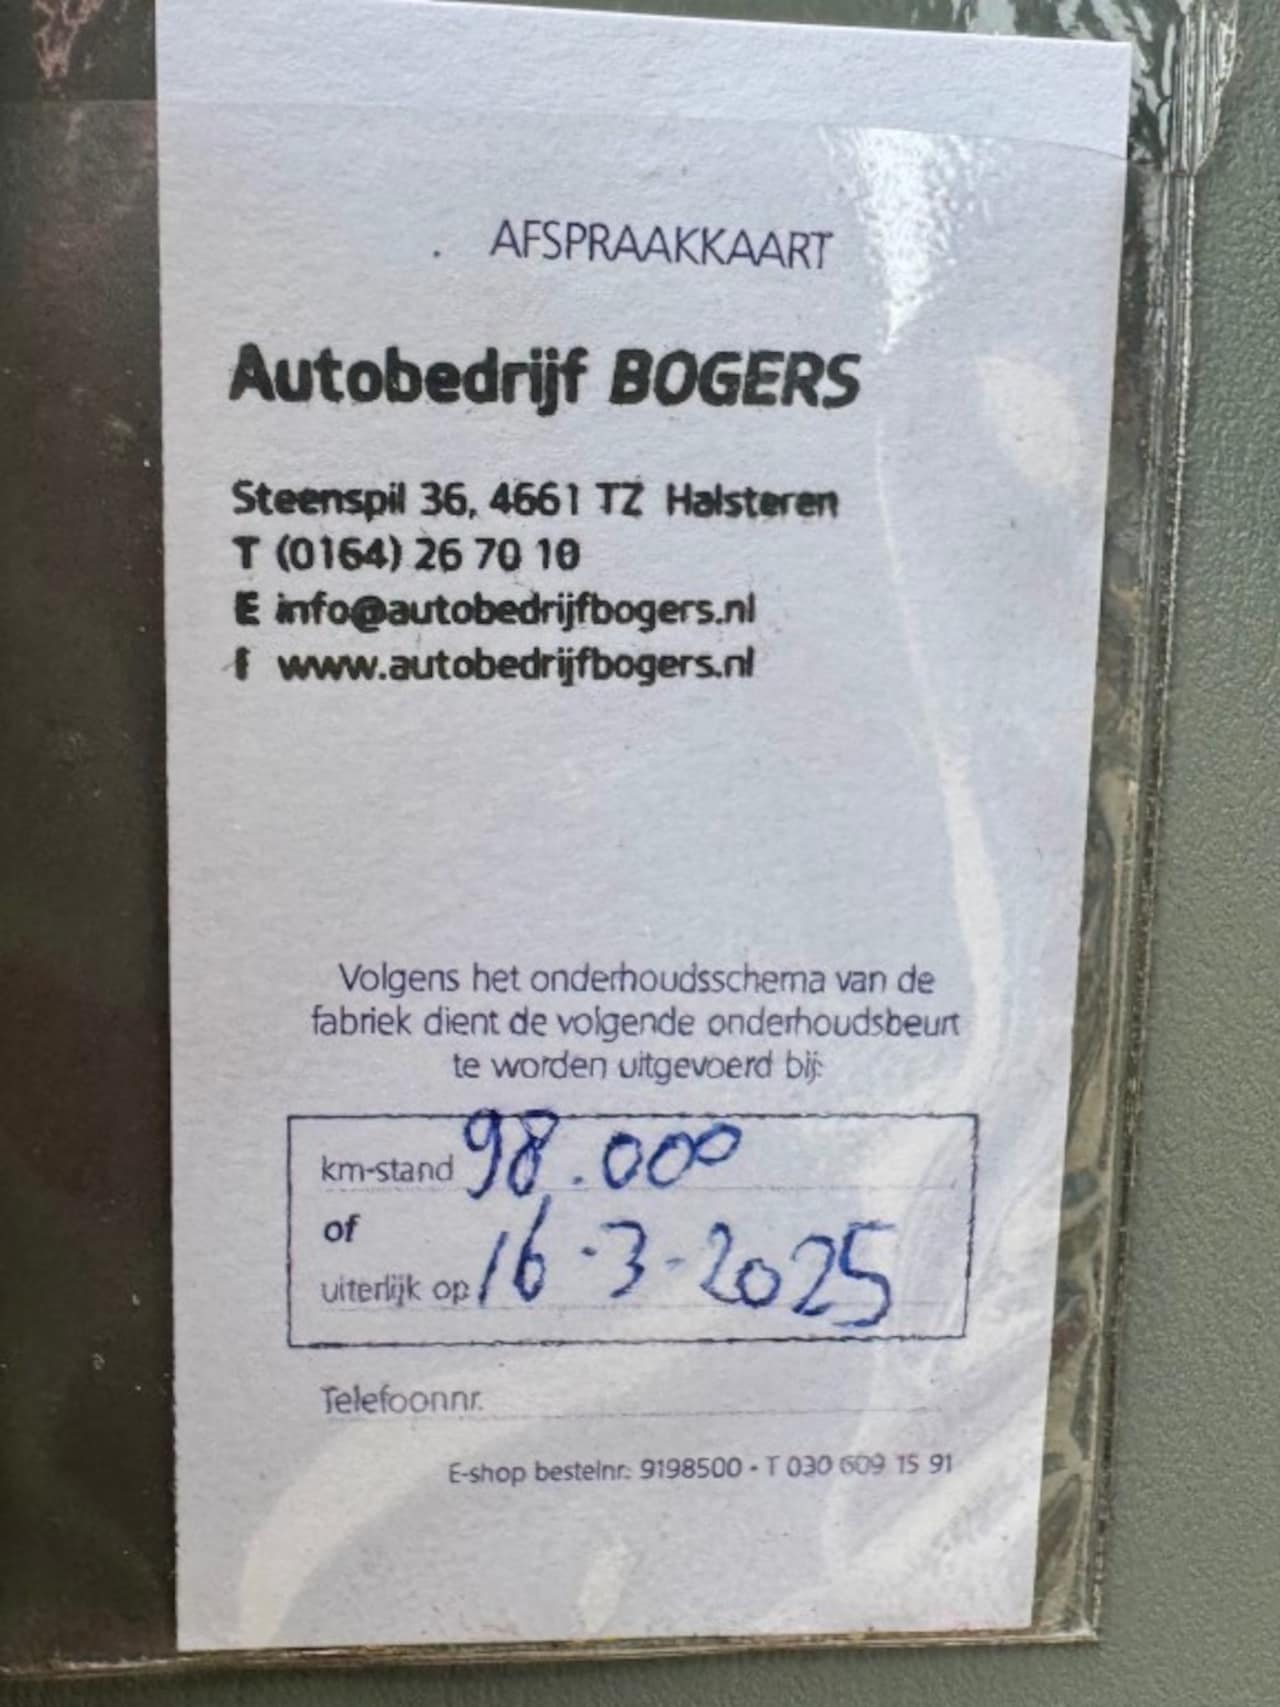 AFSPRAAKKAART
Autobedrijf BOGERS
Steenspil 36, 4661 TZ Halsteren
T (0164) 26 70 10
E info@autobedrijfbogers.nl
f www.autobedrijfbogers.nl
Volgens het onderhoudsschema van de
fabriek dient de volgende onderhoudsbeurt
te worden uitgevoerd bij:
km-stand 98.000
of
uiterlijk op 16-3-2025
Telefoonnr.
E-shop bestelnr.: 9198500 - T 030 609 15 91